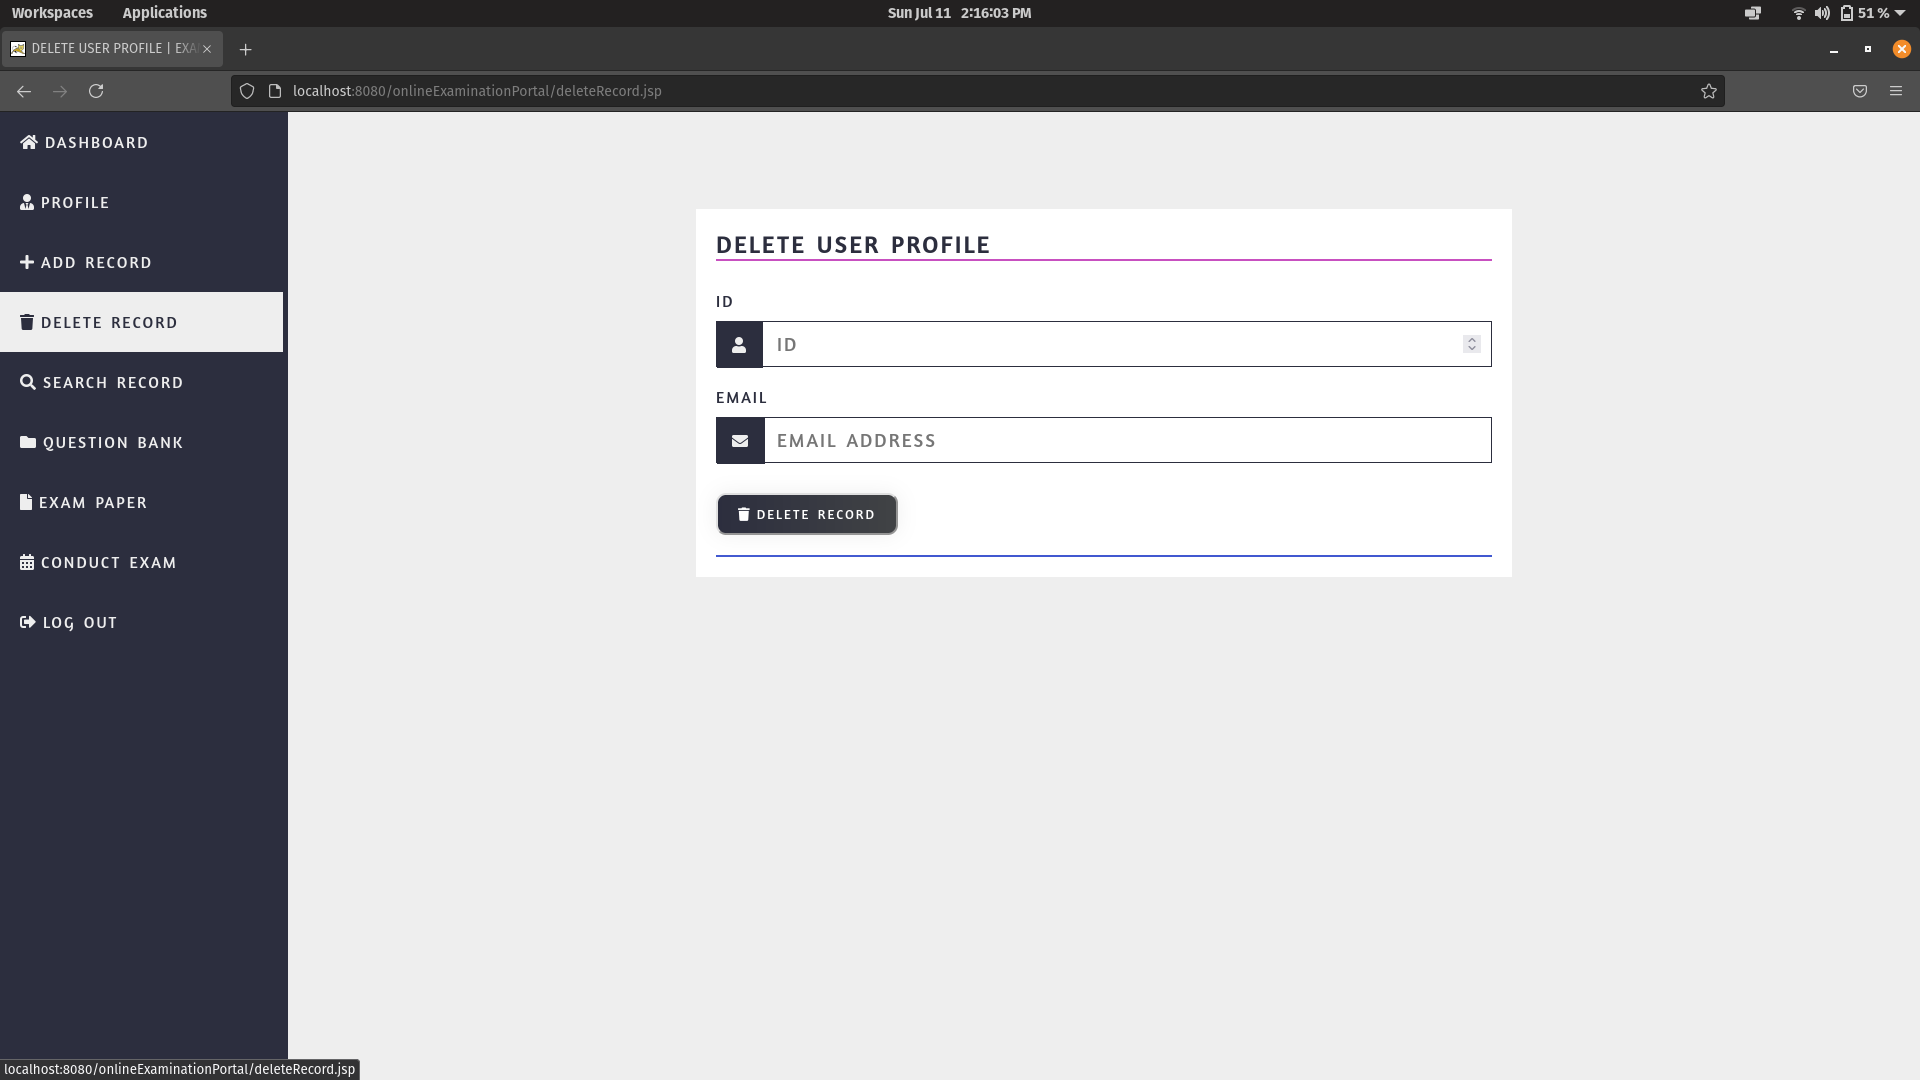 Workspaces Applications Sun Jul 11 2:16:03 PM 51 %
DELETE USER PROFILE | EXA
localhost:8080/onlineExaminationPortal/deleteRecord.jsp
DASHBOARD
PROFILE
ADD RECORD
DELETE RECORD
SEARCH RECORD
QUESTION BANK
EXAM PAPER
CONDUCT EXAM
LOG OUT
DELETE USER PROFILE
ID
ID
EMAIL
EMAIL ADDRESS
DELETE RECORD
localhost:8080/onlineExaminationPortal/deleteRecord.jsp